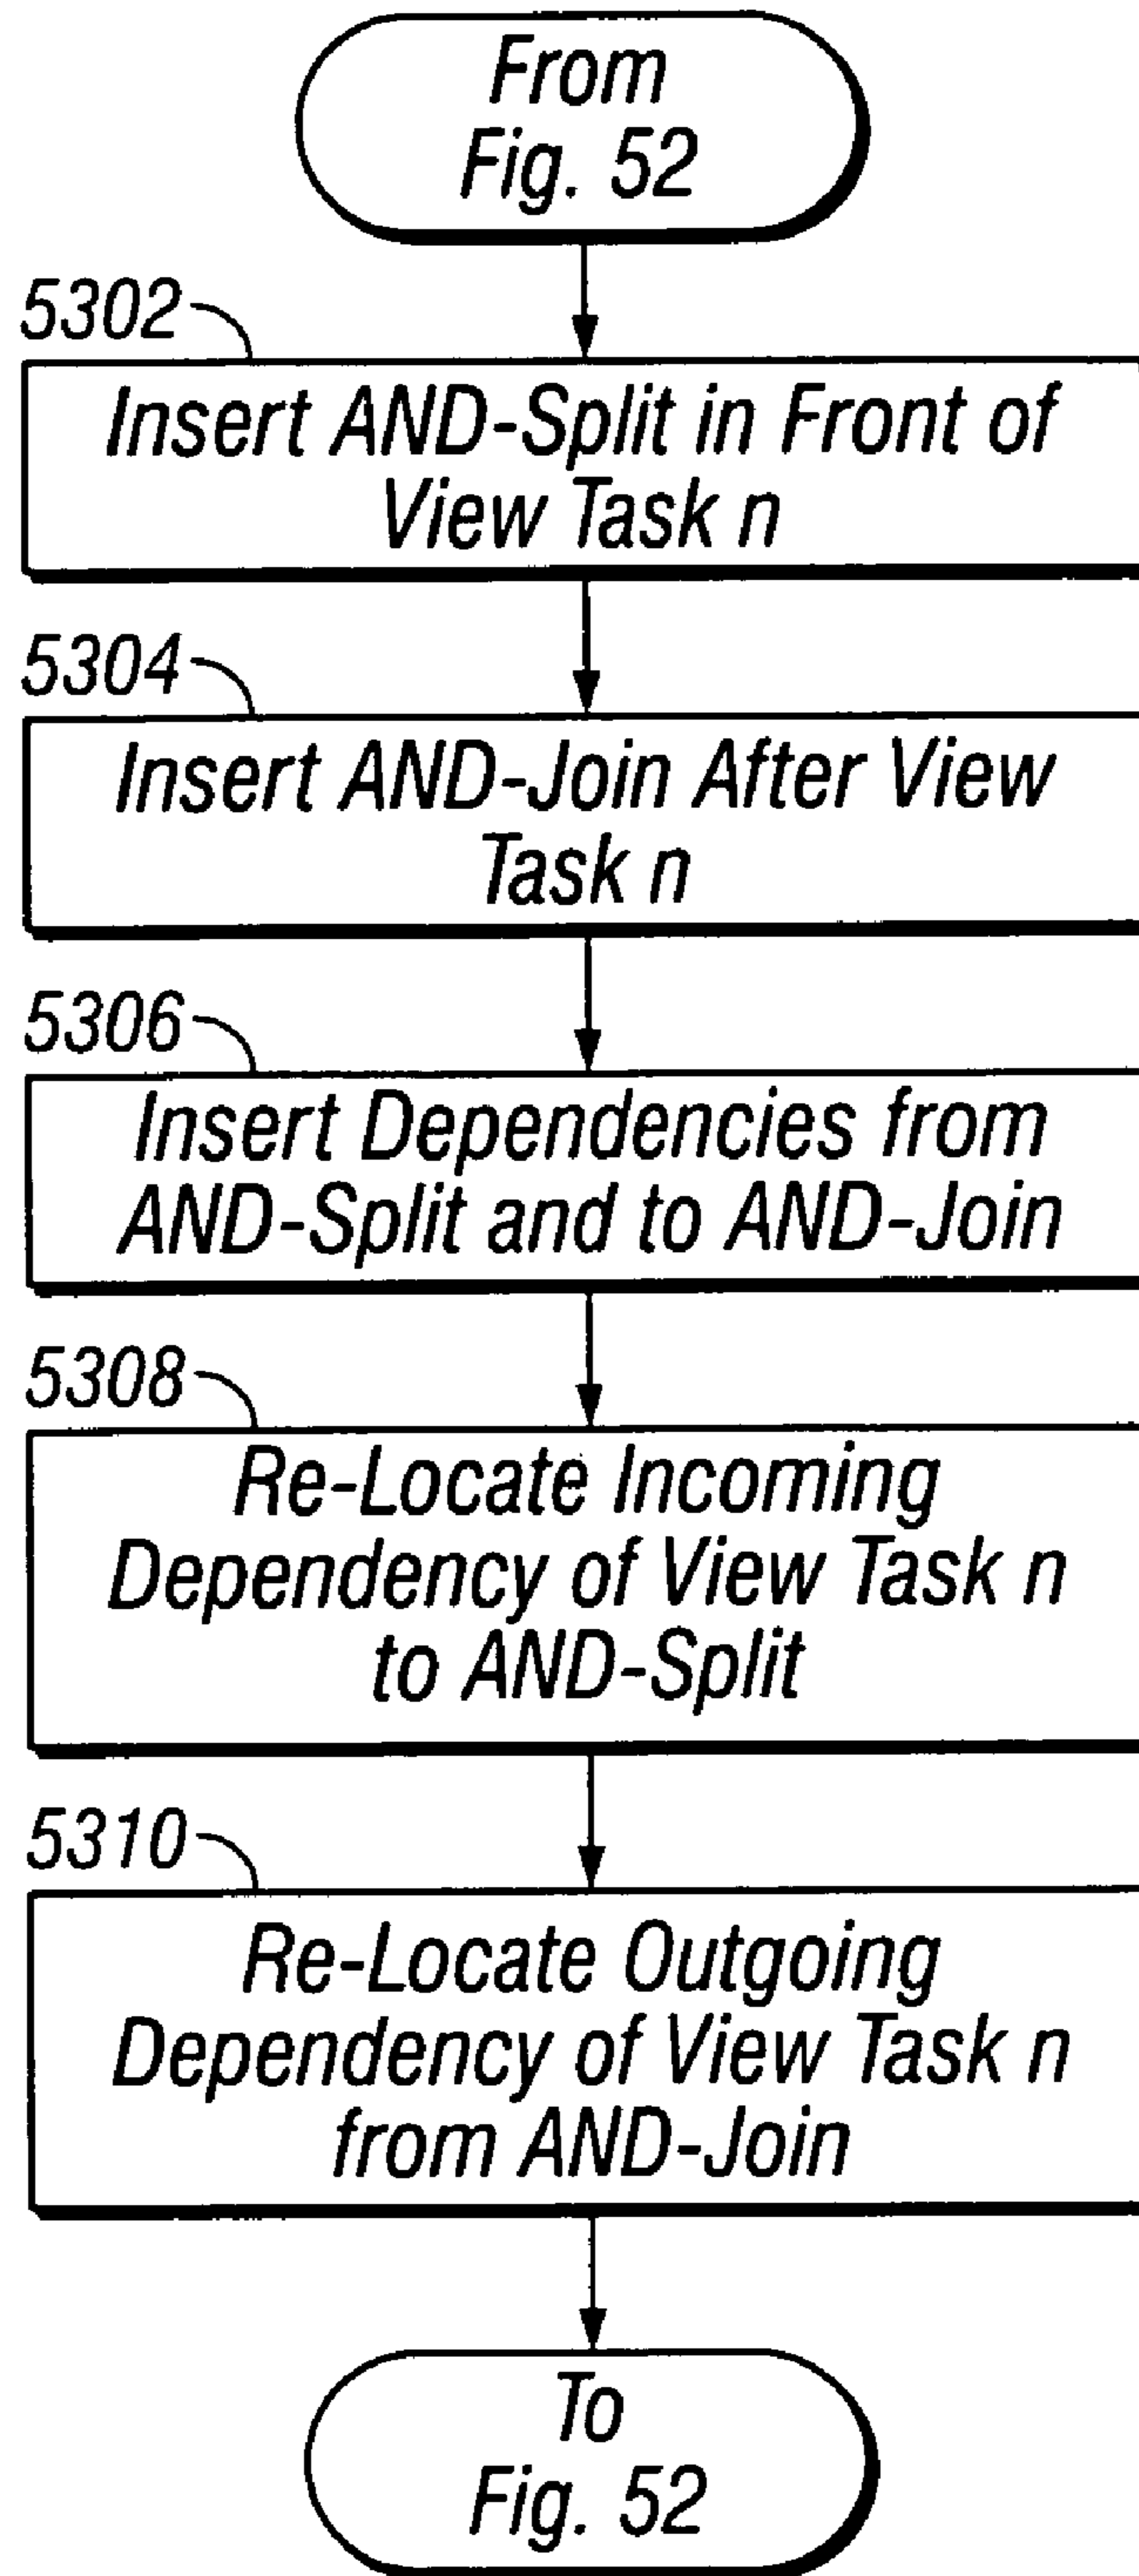 From
Fig. 52
5302
Insert AND-Split in Front of
View Task n
5304
Insert AND-Join After View
Task n
5306
Insert Dependencies from
AND-Split and to AND-Join
5308
Re-Locate Incoming
Dependency of View Task n
to AND-Split
5310
Re-Locate Outgoing
Dependency of View Task n
from AND-Join
To
Fig. 52